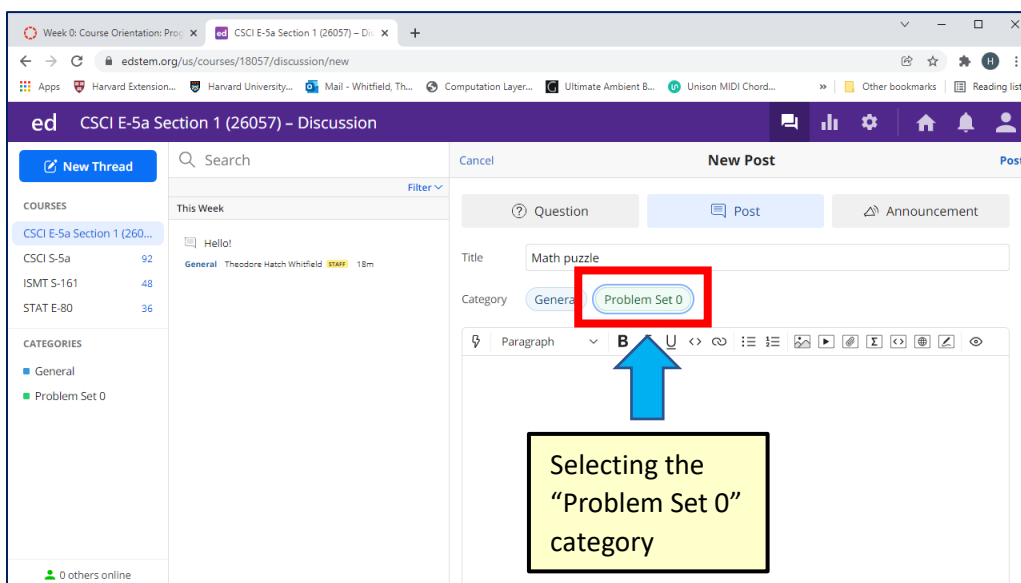 Week 0: Course Orientation: Prog
ed CSCI E-5a Section 1 (26057) – Dis
edstem.org/us/courses/18057/discussion/new
H
Apps Harvard Extension... Harvard University... Mail - Whitfield, Th... Computation Layer... Ultimate Ambient B... Unison MIDI Chord... » Other bookmarks Reading list
ed CSCI E-5a Section 1 (26057) – Discussion
New Thread
Search
Cancel
New Post
Post
Filter
COURSES
This Week
Question
Post
Announcement
CSCI E-5a Section 1 (260...
Hello!
CSCI S-5a 92
General Theodore Hatch Whitfield STAFF 18m
Title Math puzzle
ISMT S-161 48
STAT E-80 36
Category General Problem Set 0
CATEGORIES
Paragraph B U
General
Problem Set 0
Selecting the
“Problem Set 0”
category
0 others online